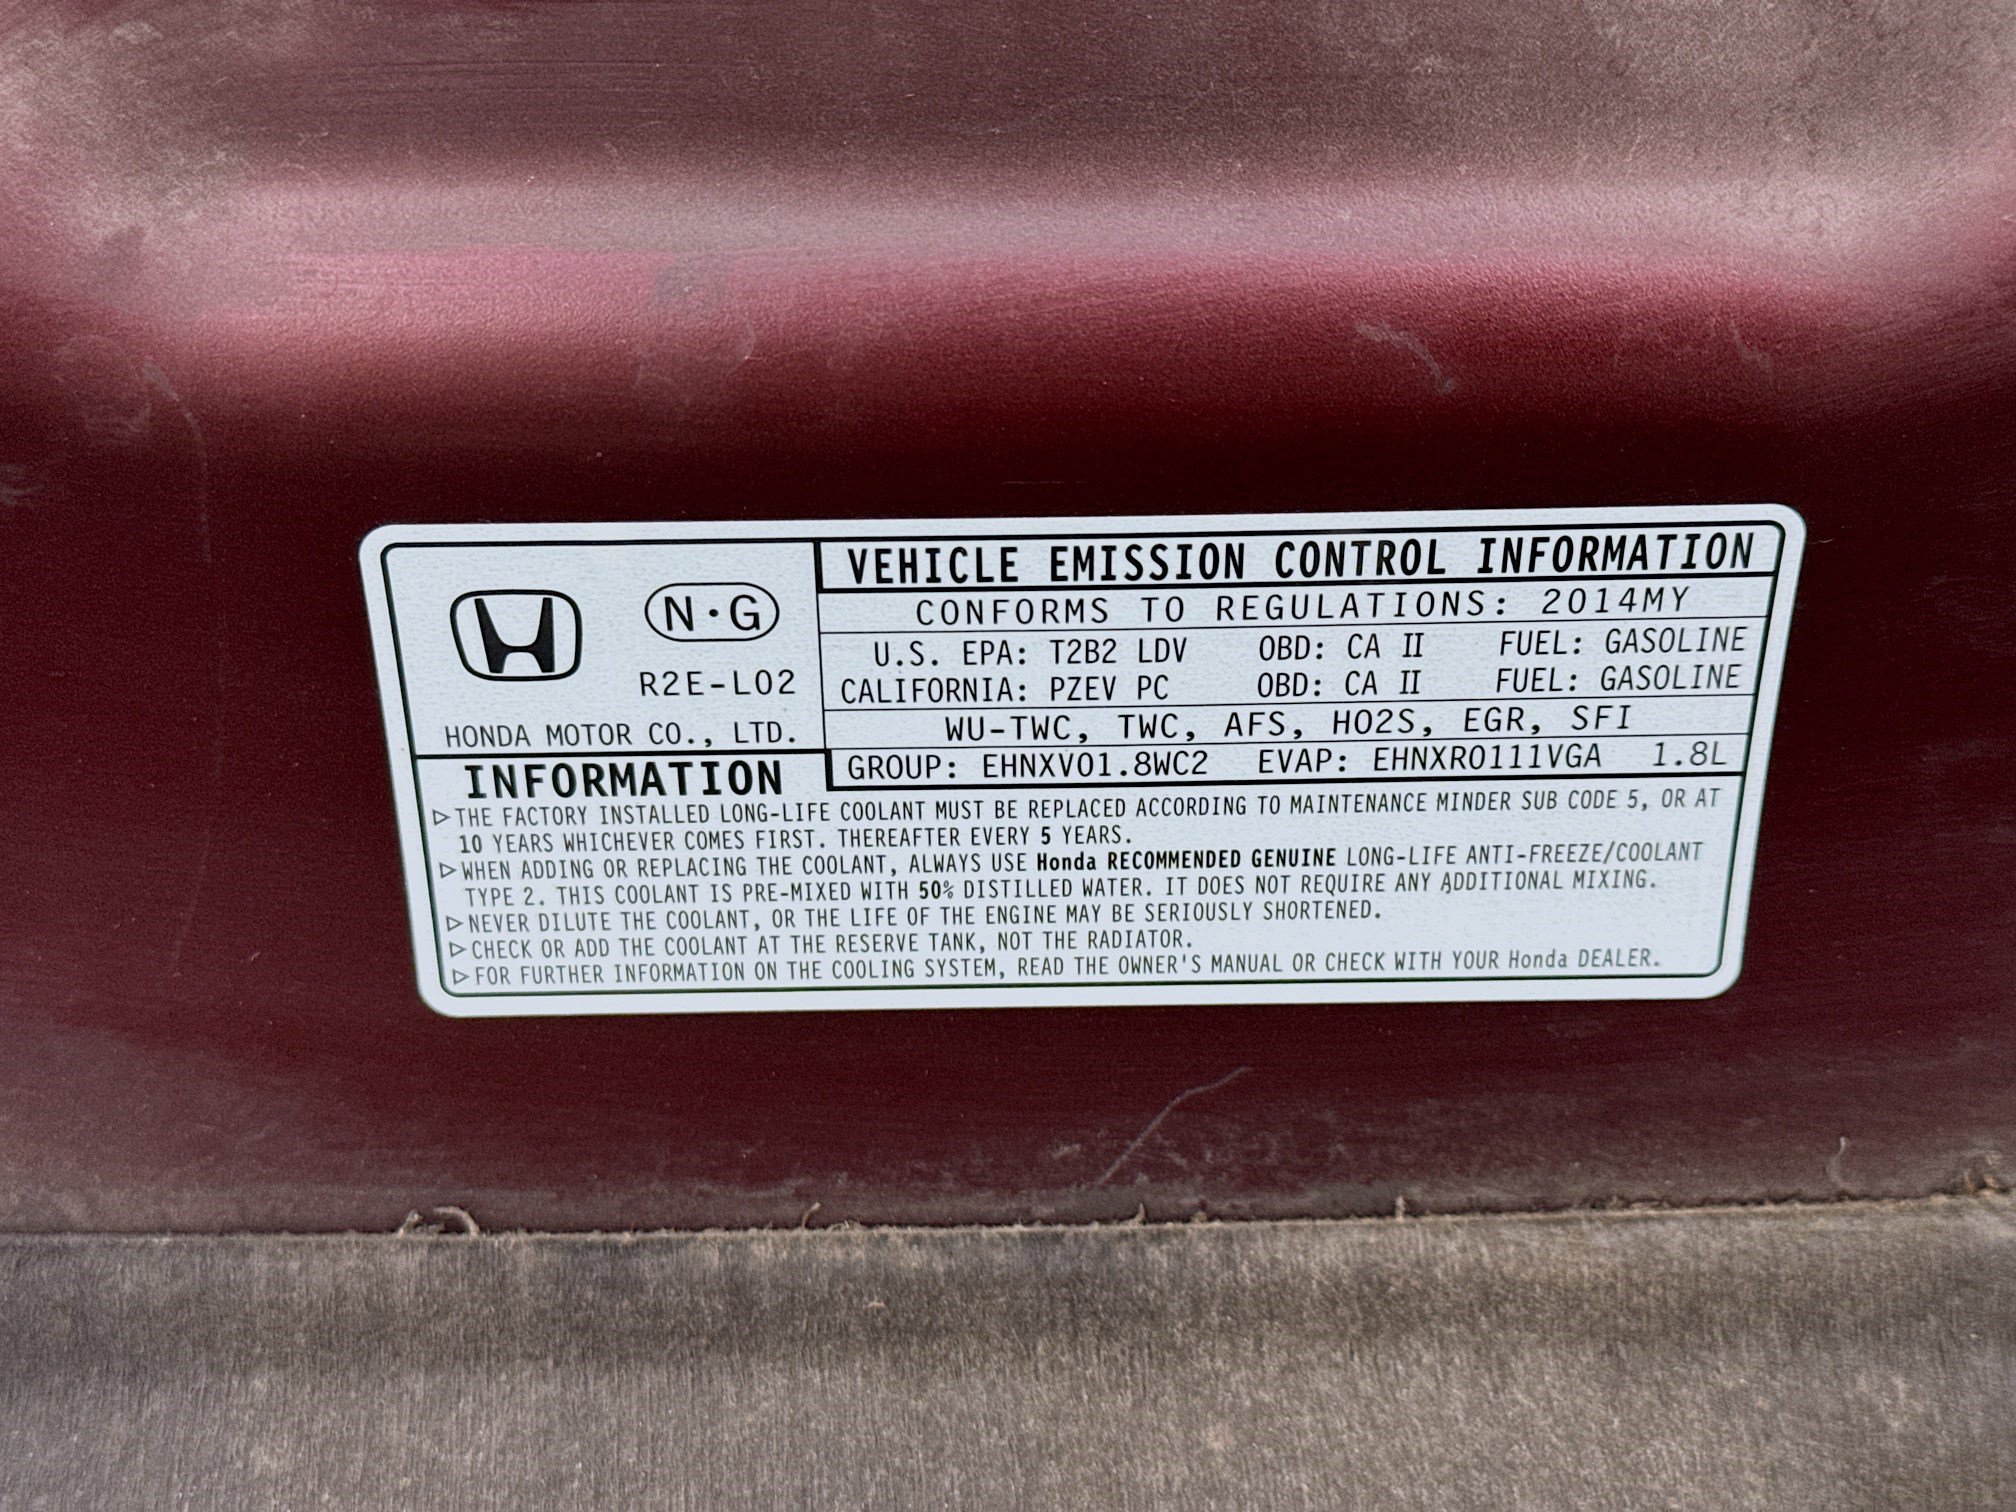 N·G
R2E-L02
HONDA MOTOR CO., LTD.
VEHICLE EMISSION CONTROL INFORMATION
CONFORMS TO REGULATIONS: 2014MY
U.S. EPA: T2B2 LDV OBD: CA II FUEL: GASOLINE
CALIFORNIA: PZEV PC OBD: CA II FUEL: GASOLINE
WU-TWC, TWC, AFS, HO2S, EGR, SFI
GROUP: EHNXV01.8WC2 EVAP: EHNXR0111VGA 1.8L
INFORMATION
▷THE FACTORY INSTALLED LONG-LIFE COOLANT MUST BE REPLACED ACCORDING TO MAINTENANCE MINDER SUB CODE 5, OR AT
10 YEARS WHICHEVER COMES FIRST. THEREAFTER EVERY 5 YEARS.
▷WHEN ADDING OR REPLACING THE COOLANT, ALWAYS USE Honda RECOMMENDED GENUINE LONG-LIFE ANTI-FREEZE/COOLANT
TYPE 2. THIS COOLANT IS PRE-MIXED WITH 50% DISTILLED WATER. IT DOES NOT REQUIRE ANY ADDITIONAL MIXING.
▷NEVER DILUTE THE COOLANT, OR THE LIFE OF THE ENGINE MAY BE SERIOUSLY SHORTENED.
▷CHECK OR ADD THE COOLANT AT THE RESERVE TANK, NOT THE RADIATOR.
▷FOR FURTHER INFORMATION ON THE COOLING SYSTEM, READ THE OWNER'S MANUAL OR CHECK WITH YOUR Honda DEALER.